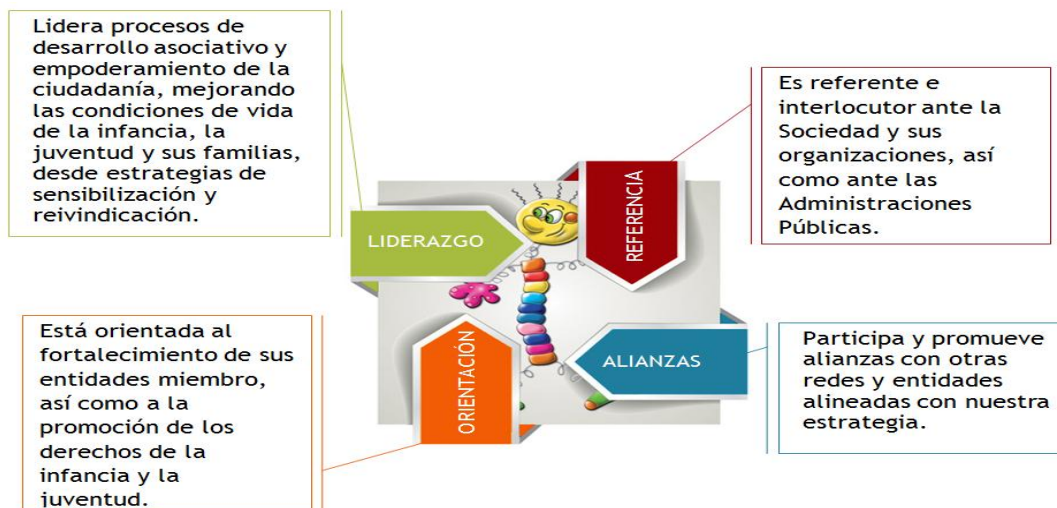 Lidera procesos de
desarrollo asociativo y
empoderamiento de la
ciudadanía, mejorando
las condiciones de vida
de la infancia, la
juventud y sus familias,
desde estrategias de
sensibilización y
reivindicación.
LIDERAZGO
Es referente e
interlocutor ante la
Sociedad y sus
organizaciones, así
como ante las
Administraciones
Públicas.
REFERENCIA
Está orientada al
fortalecimiento de sus
entidades miembro,
así como a la
promoción de los
derechos de la
infancia y la
juventud.
ORIENTACIÓN
ALIANZAS
Participa y promueve
alianzas con otras
redes y entidades
alineadas con nuestra
estrategia.